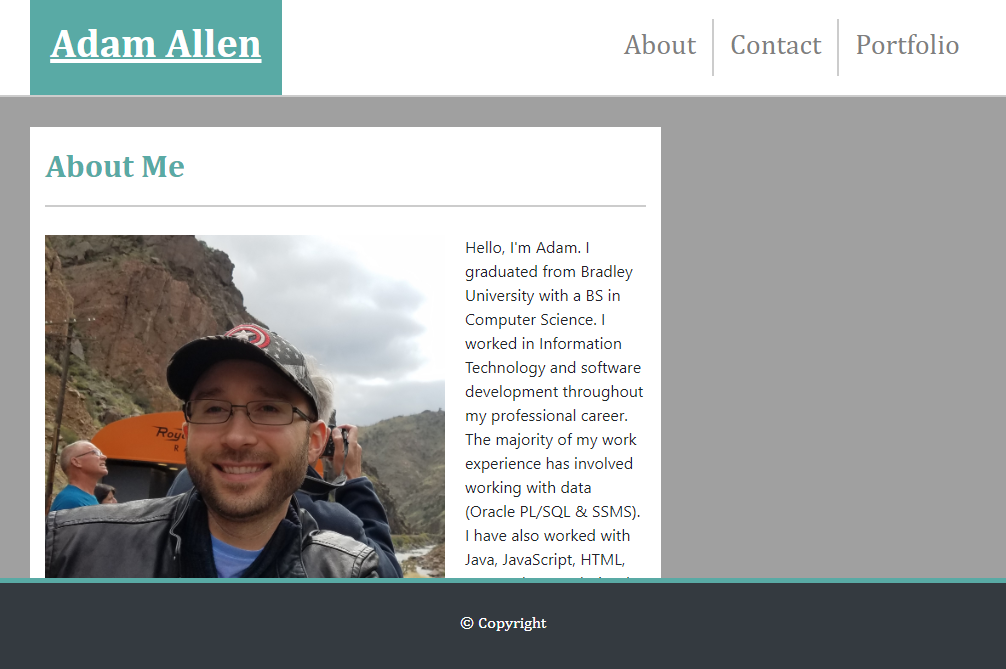 Adam Allen
About
Contact
Portfolio
About Me
Hello, I'm Adam. I
graduated from Bradley
University with a BS in
Computer Science. I
worked in Information
Technology and software
development throughout
my professional career.
The majority of my work
experience has involved
working with data
(Oracle PL/SQL & SSMS).
I have also worked with
Java, JavaScript, HTML,
© Copyright